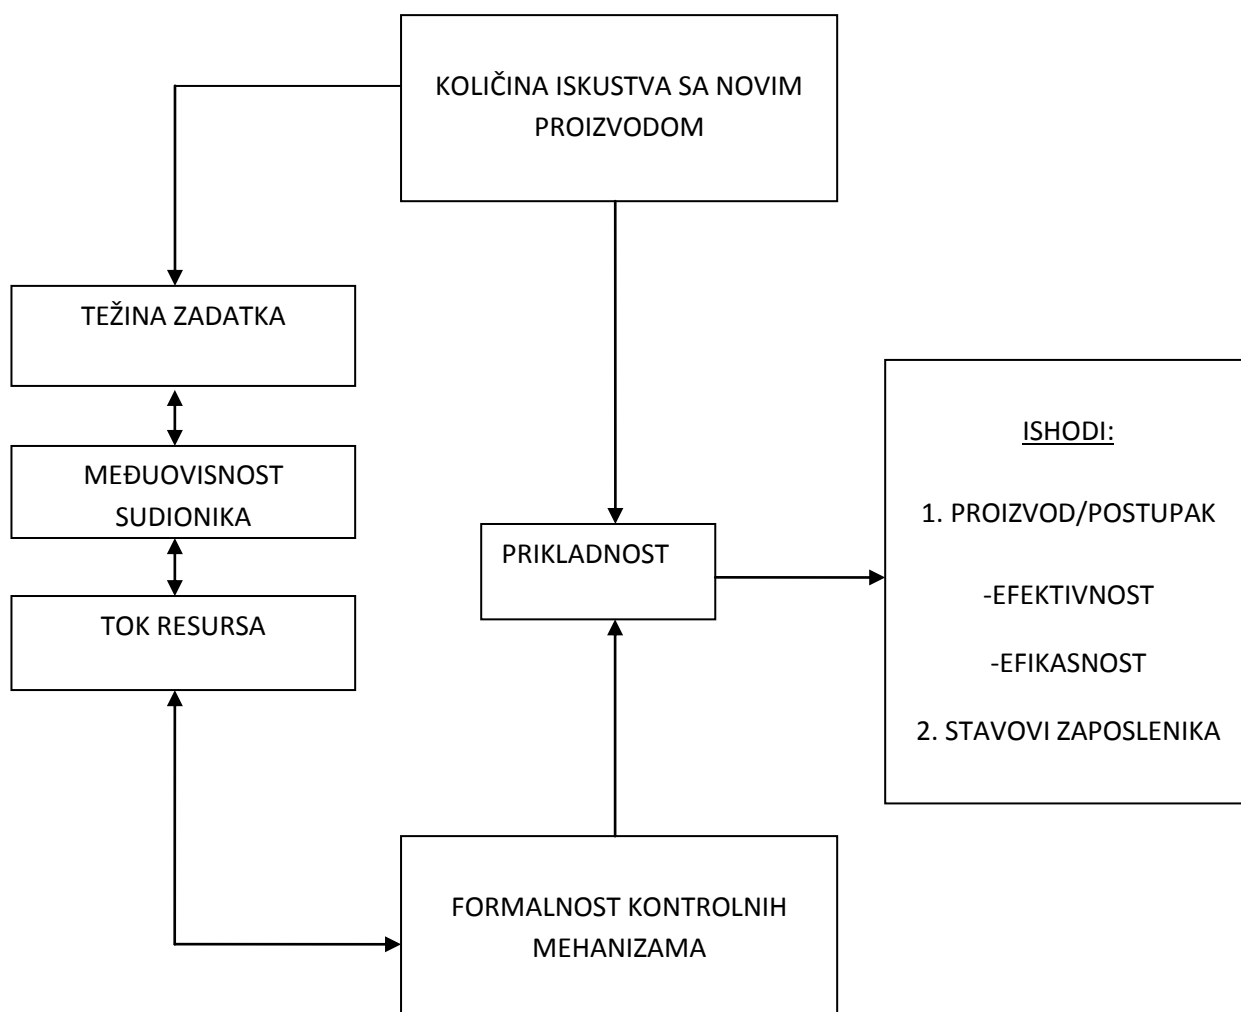 KOLIČINA ISKUSTVA SA NOVIM
PROIZVODOM
TEŽINA ZADATKA
MEĐUOVISNOST
SUDIONIKA
TOK RESURSA
PRIKLADNOST
ISHODI:
1. PROIZVOD/POSTUPAK
-EFEKTIVNOST
-EFIKASNOST
2. STAVOVI ZAPOSLENIKA
FORMALNOST KONTROLNIH
MEHANIZAMA